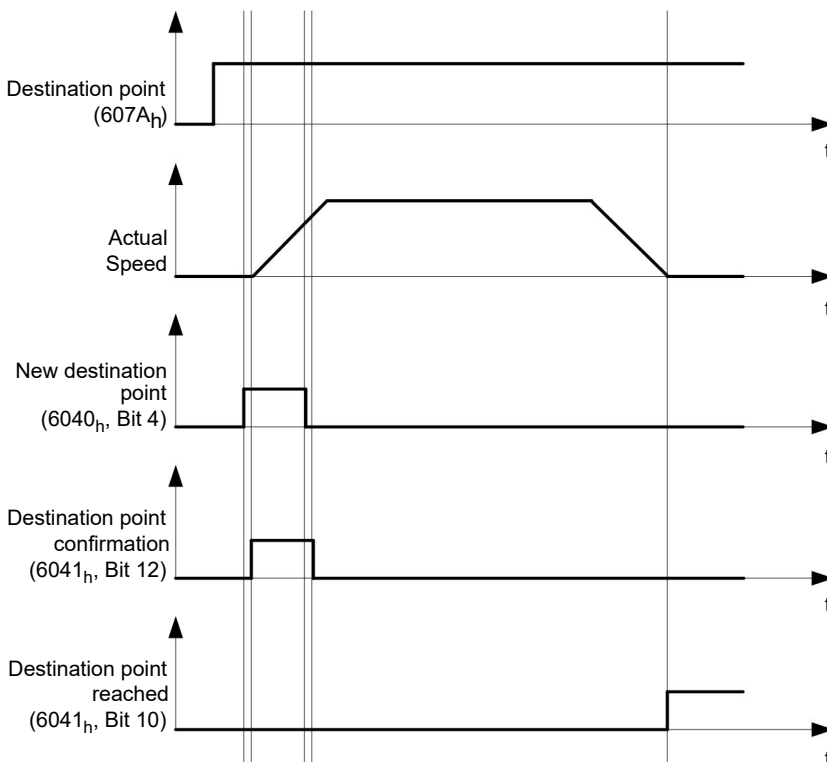 Destination point
(607Ah)
t
Actual
Speed
t
New destination
point
(6040h, Bit 4)
t
Destination point
confirmation
(6041h, Bit 12)
t
Destination point
reached
(6041h, Bit 10)
t